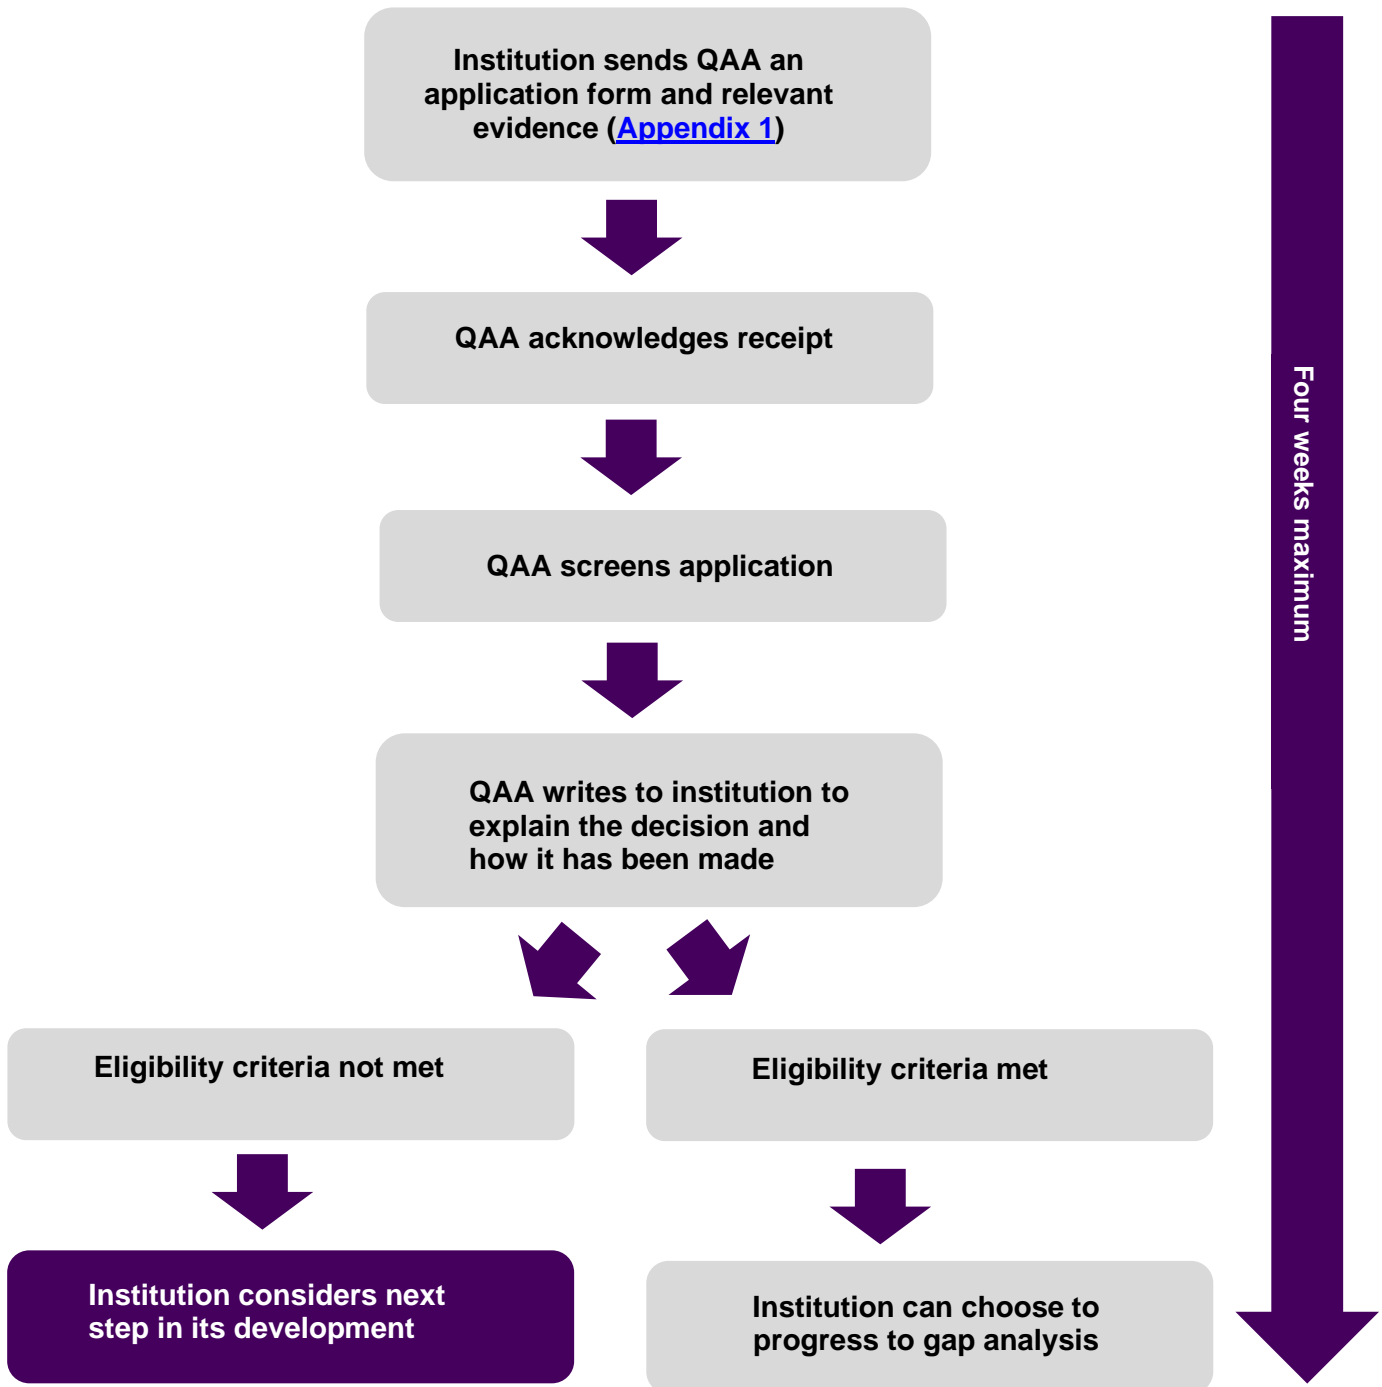 Institution sends QAA an
application form and relevant
evidence (Appendix 1)
QAA acknowledges receipt
Four weeks maximum
QAA screens application
QAA writes to institution to
explain the decision and
how it has been made
Eligibility criteria not met
Eligibility criteria met
Institution considers next
step in its development
Institution can choose to
progress to gap analysis